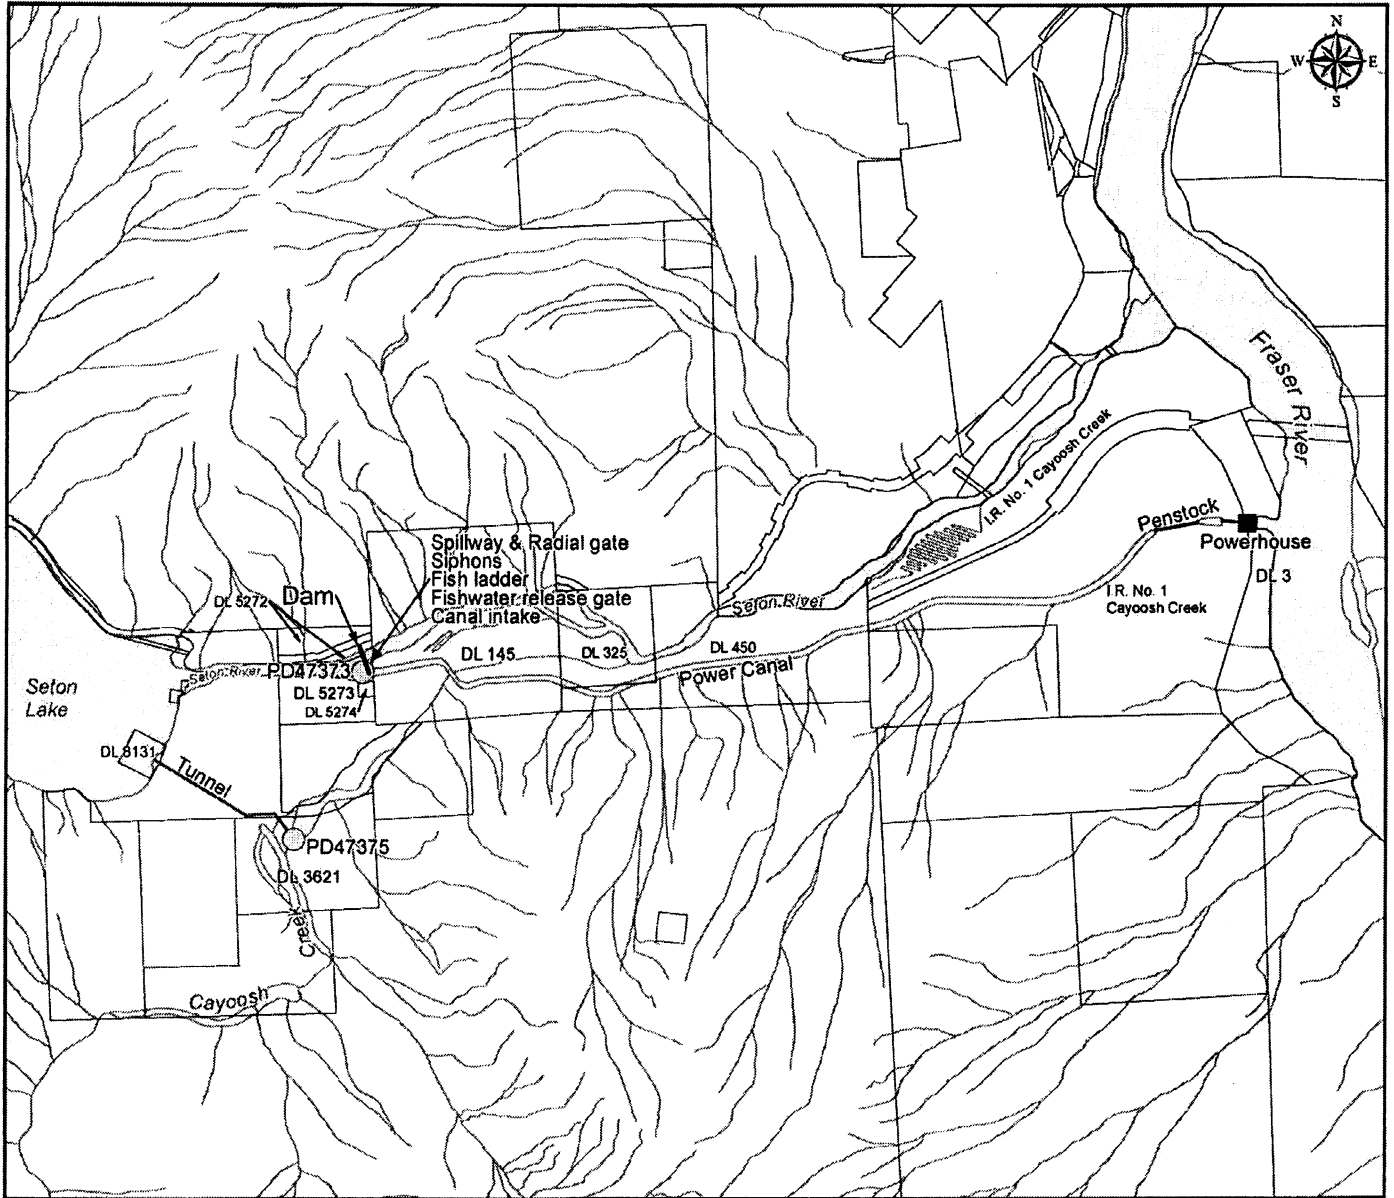 N
W E
S
Fraser River
I.R. No. 1 Cayoosh Creek
Penstock
Powerhouse
DL 3
I.R. No. 1
Cayoosh Creek
Spillway & Radial gate
Siphons
Fish ladder
Fishwater release gate
Canal intake
Dam
DL 5272
Seton River
DL 145
DL 325
DL 450
Power Canal
Seton River
PD47373
DL 5273
DL 5274
Seton
Lake
DL 8131
Tunnel
PD47375
DL 3621
Cayoosh Creek